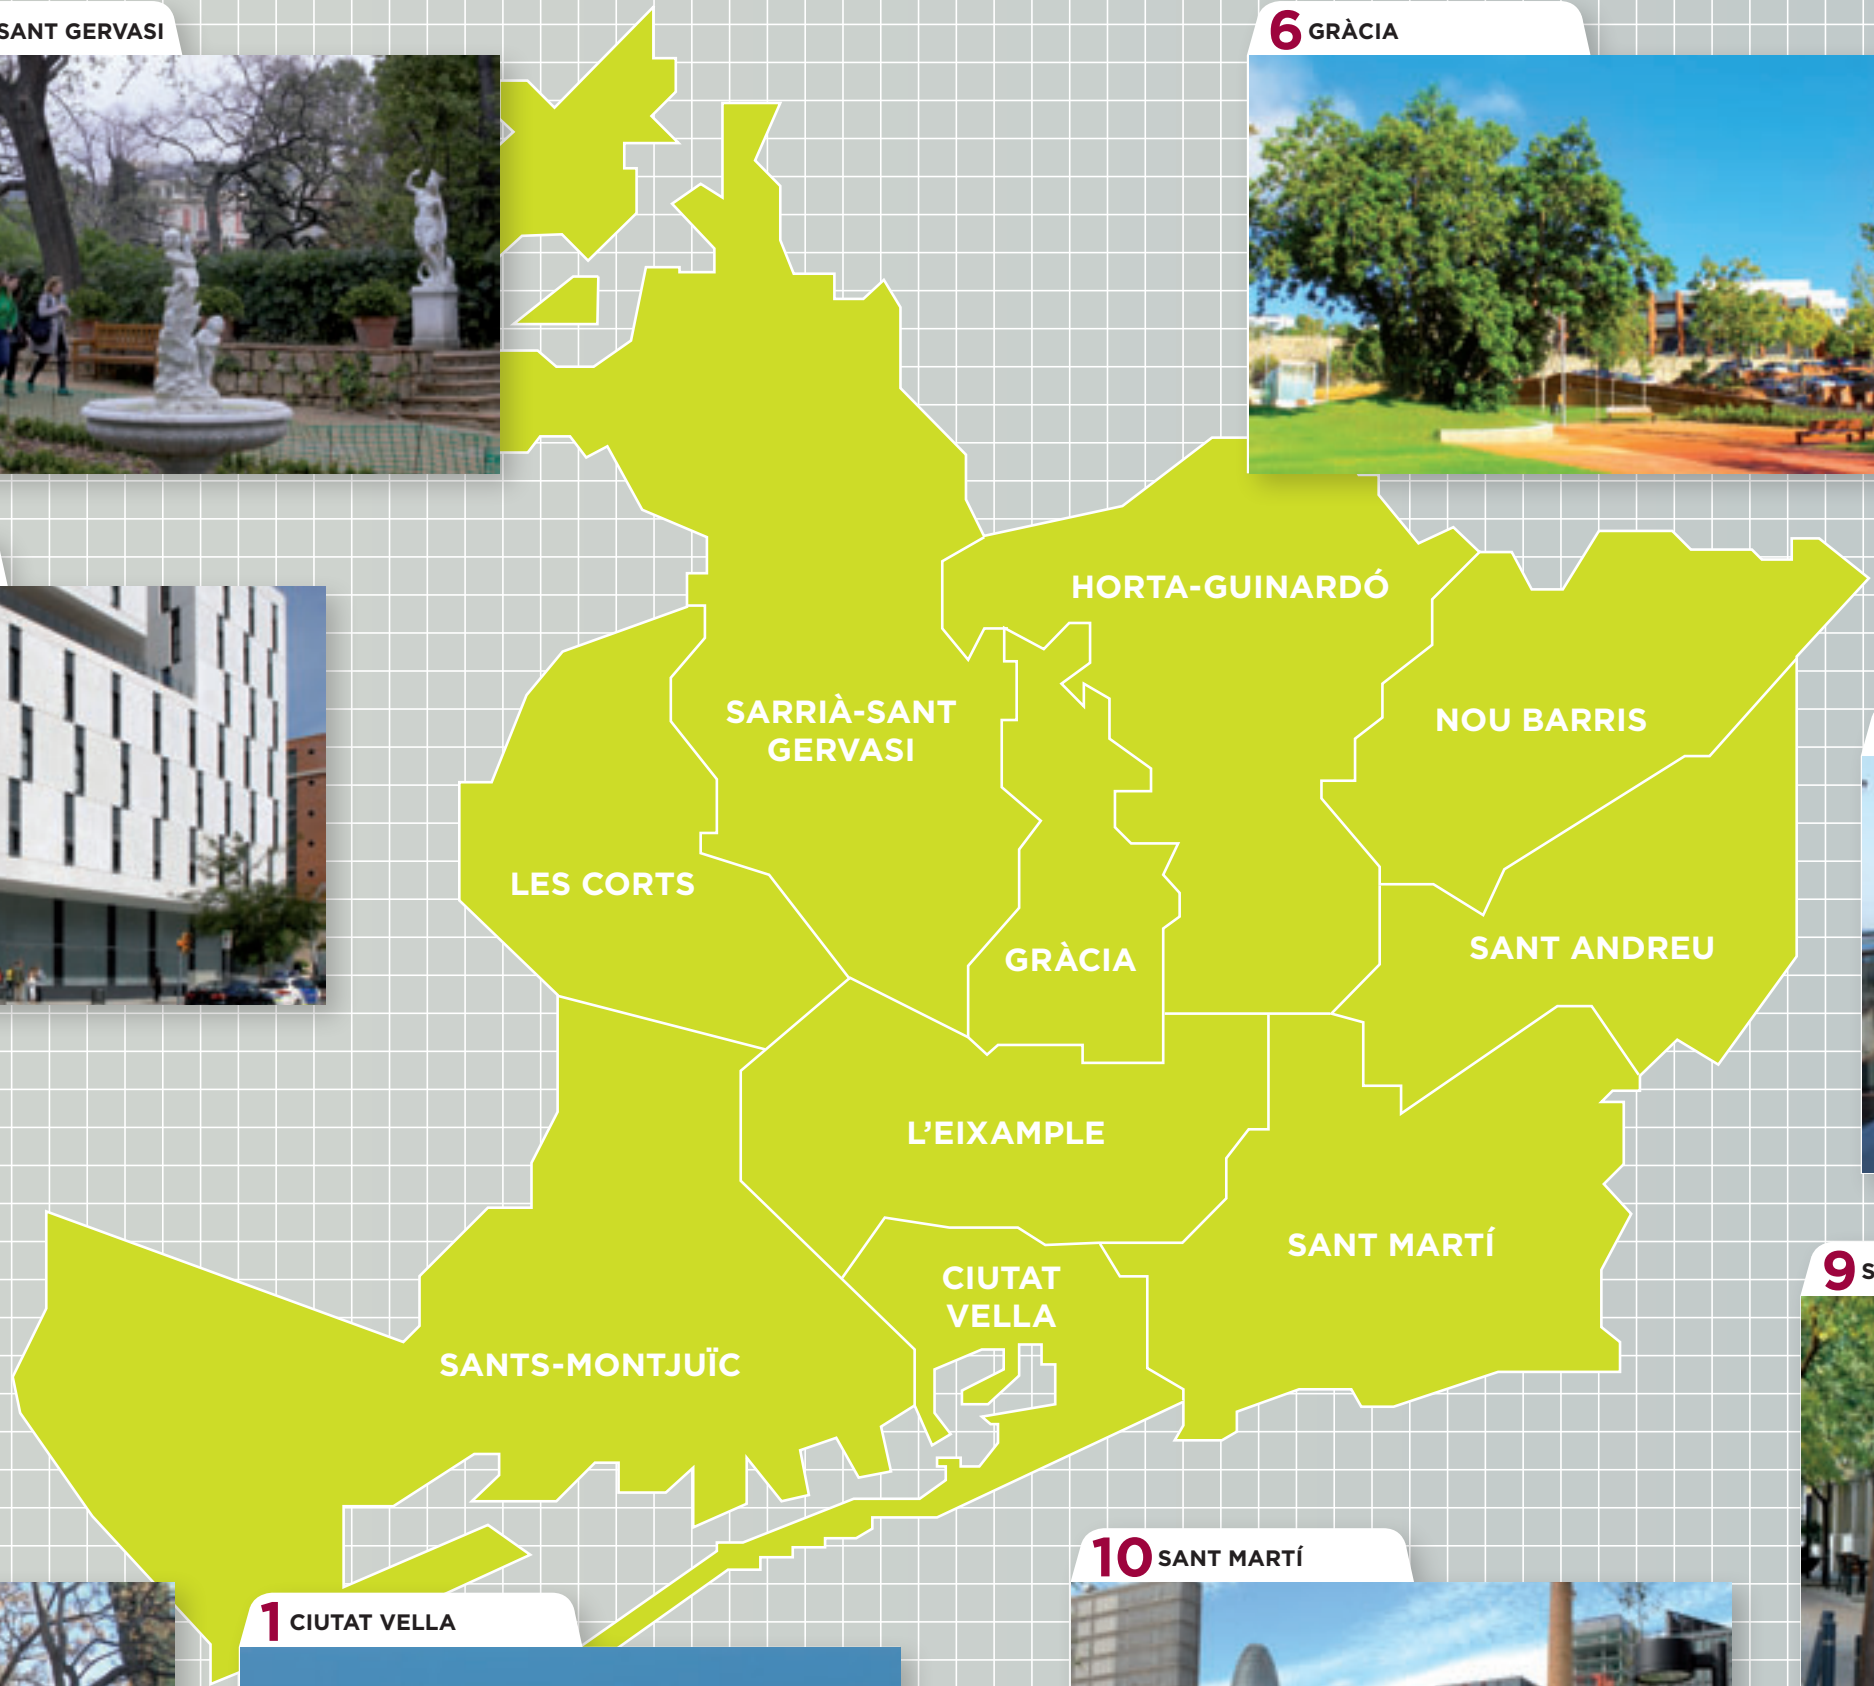 SANT GERVASI
6 GRÀCIA
HORTA-GUINARDÓ
SARRIÀ-SANT
GERVASI
NOU BARRIS
LES CORTS
GRÀCIA
SANT ANDREU
L'EIXAMPLE
SANT MARTÍ
CIUTAT
VELLA
9 S
SANTS-MONTJUÏC
10 SANT MARTÍ
1 CIUTAT VELLA